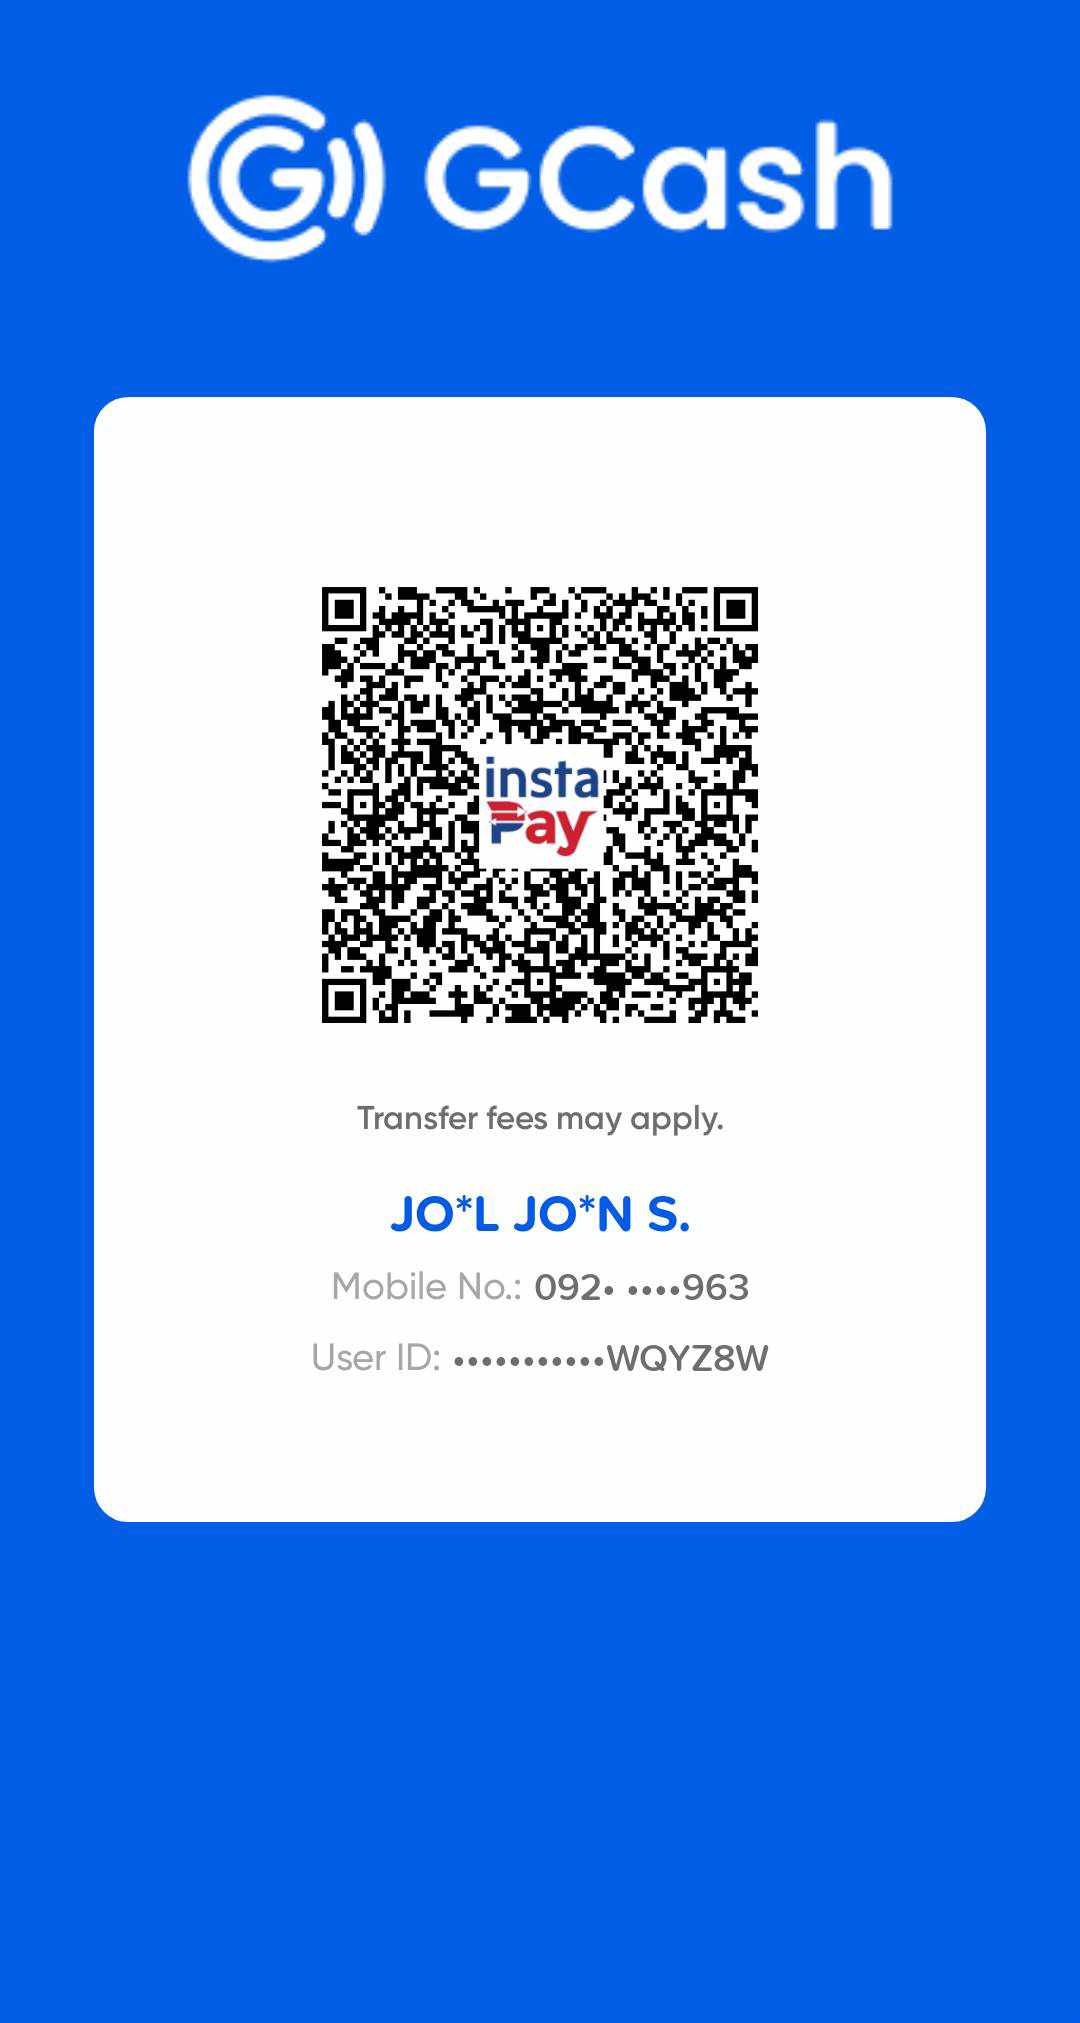 GCash
insta
Pay
Transfer fees may apply.
JO*L JO*N S.
Mobile No.: 092• ••••963
User ID: •••••••••••WQYZ8W